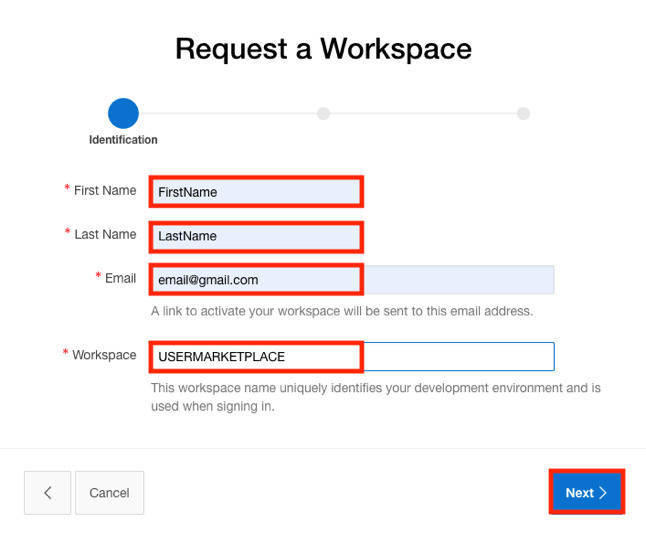 Request a Workspace
Identification
* First Name FirstName
* Last Name LastName
* Email email@gmail.com
A link to activate your workspace will be sent to this email address.
* Workspace USERMARKETPLACE
This workspace name uniquely identifies your development environment and is
used when signing in.
Cancel Next